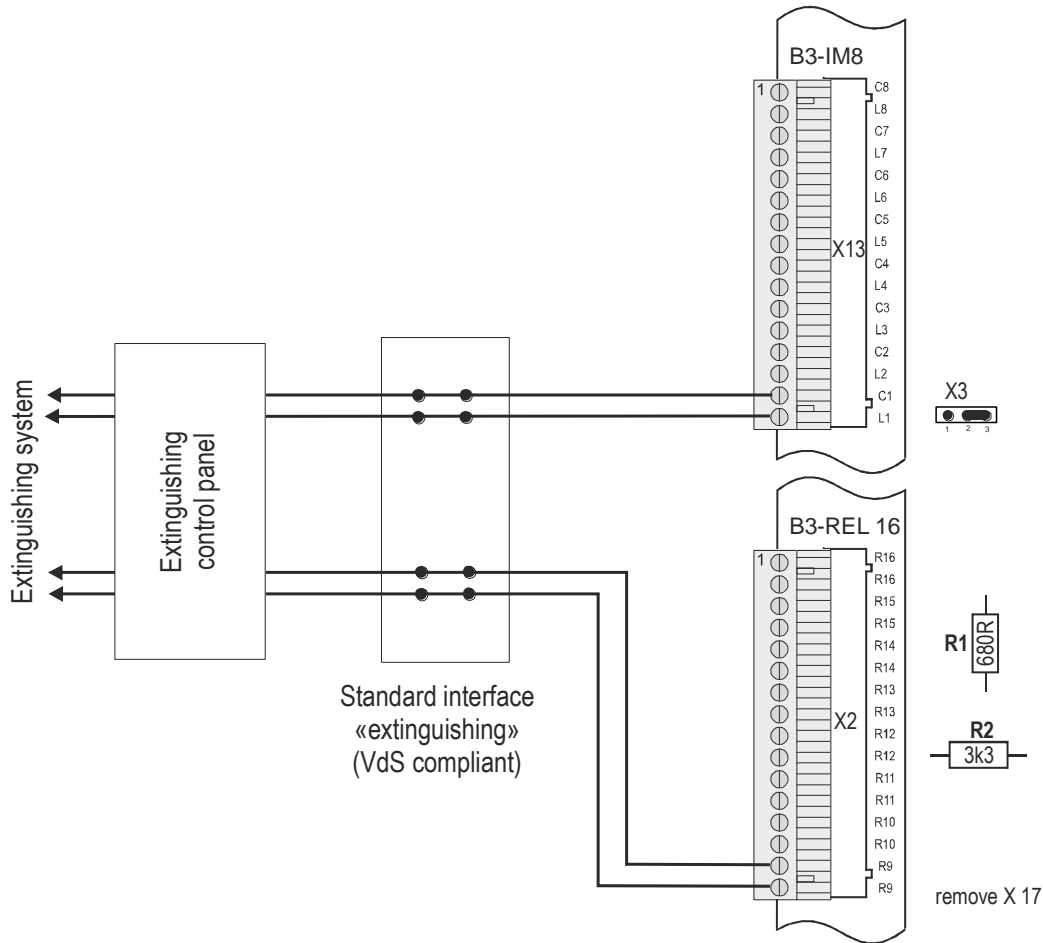 B3-IM8
1
C8
L8
C7
L7
C6
L6
C5
L5
C4
L4
C3
L3
C2
L2
C1
L1
X13
X3
1 2 3
Extinguishing system
Extinguishing
control panel
Standard interface
«extinguishing»
(VdS compliant)
B3-REL 16
1
R16
R16
R15
R15
R14
R14
R13
R13
R12
R12
R11
R11
R10
R10
R9
R9
X2
R1
680R
R2
3k3
remove X 17